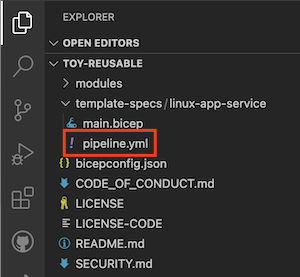 EXPLORER
OPEN EDITORS
TOY-REUSABLE
modules
template-specs/linux-app-service
main.bicep
! pipeline.yml
bicepconfig.json
CODE_OF_CONDUCT.md
LICENSE
LICENSE-CODE
README.md
SECURITY.md